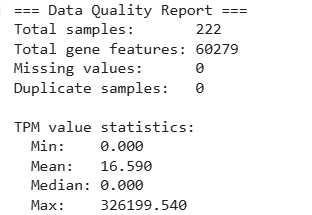 === Data Quality Report ===
Total samples:       222
Total gene features: 60279
Missing values:      0
Duplicate samples:   0

TPM value statistics:
  Min:    0.000
  Mean:   16.590
  Median: 0.000
  Max:    326199.540